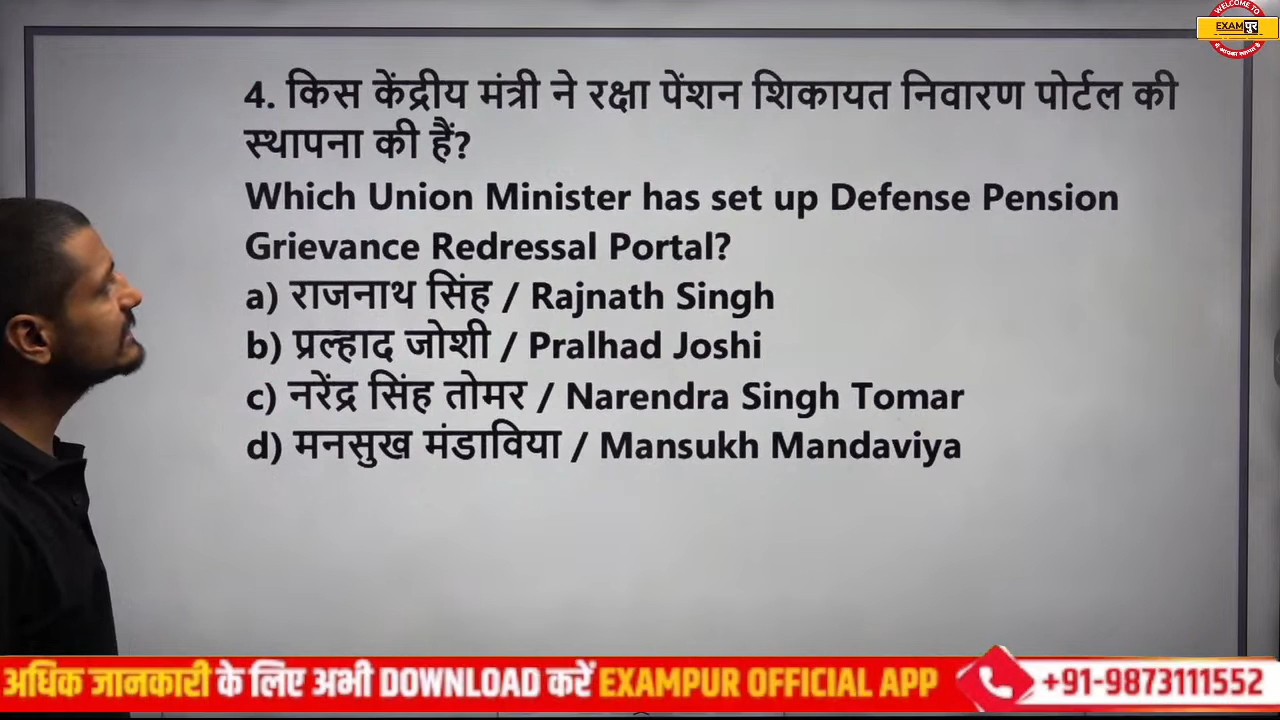 WELCOME TO
EXAMपुर
4. किस केंद्रीय मंत्री ने रक्षा पेंशन शिकायत निवारण पोर्टल की
स्थापना की हैं?
Which Union Minister has set up Defense Pension
Grievance Redressal Portal?
a) राजनाथ सिंह / Rajnath Singh
b) प्रल्हाद जोशी / Pralhad Joshi
c) नरेंद्र सिंह तोमर / Narendra Singh Tomar
d) मनसुख मंडाविया / Mansukh Mandaviya
अधिक जानकारी के लिए अभी DOWNLOAD करें EXAMPUR OFFICIAL APP
+91-9873111552